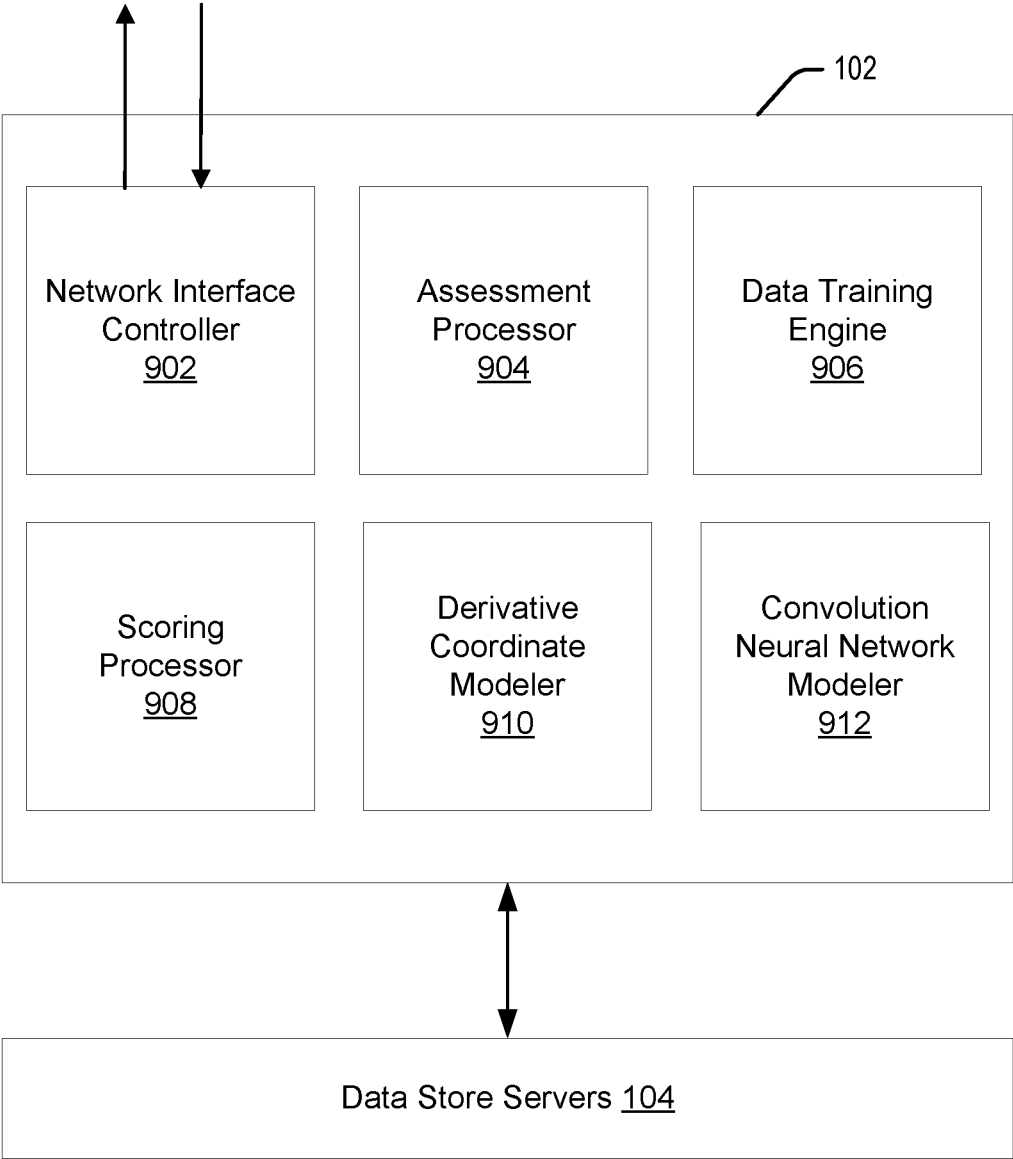 102
Network Interface
Controller
902
Assessment
Processor
904
Data Training
Engine
906
Scoring
Processor
908
Derivative
Coordinate
Modeler
910
Convolution
Neural Network
Modeler
912
Data Store Servers 104